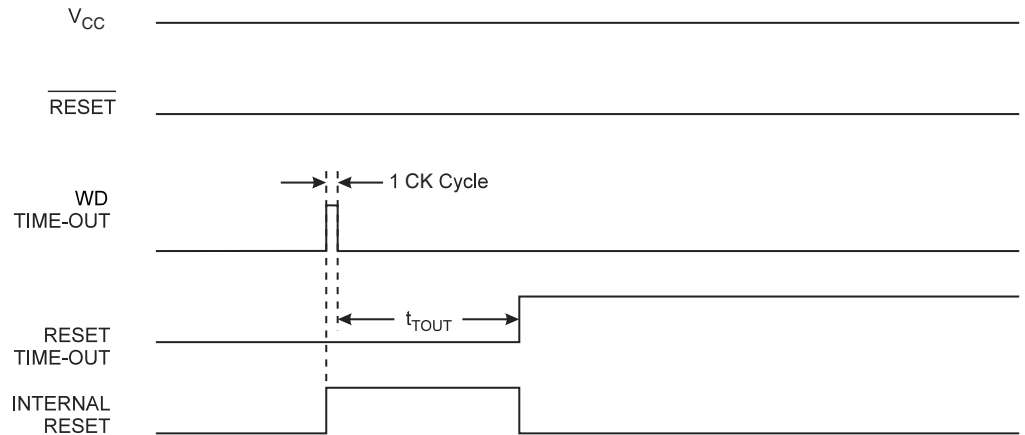 VCC
RESET
1 CK Cycle
WD
TIME-OUT
tTOUT
RESET
TIME-OUT
INTERNAL
RESET